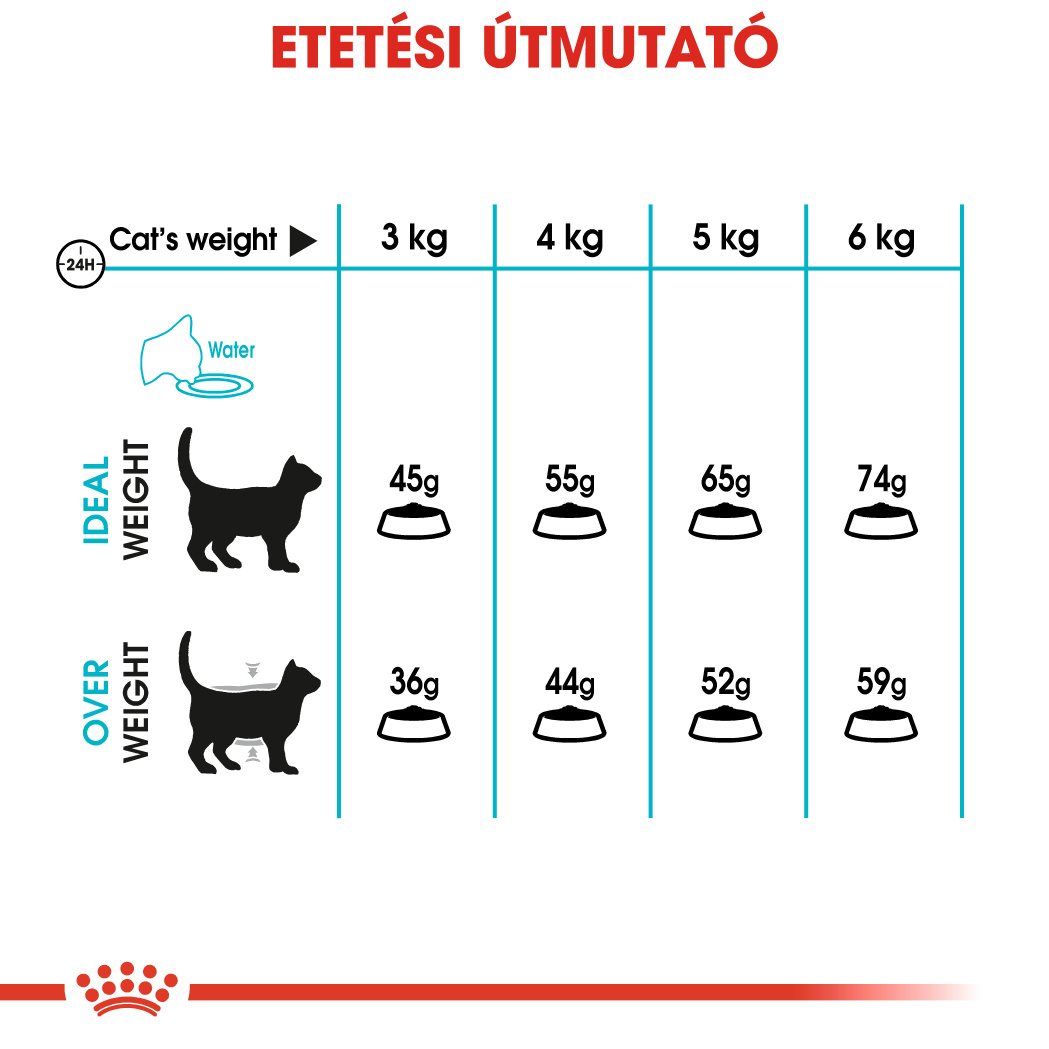 ETETÉSI ÚTMUTATÓ
Cat's weight
3 kg
4 kg
5 kg
6 kg
24H
Water
IDEAL
WEIGHT
45g
55g
65g
74g
OVER
WEIGHT
36g
44g
52g
59g